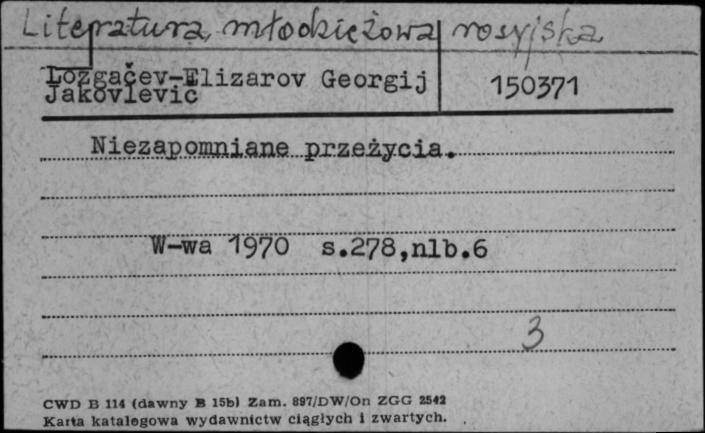 Literatura młodzieżowa rosyjska
Lozgačev-Elizarov Georgij
Jakovlevič
150371
Niezapomniane przeżycia.
W-wa 1970 s.278,nlb.6
3
CWD B 114 (dawny B 15b) Zam. 897/DW/On ZGG 2542
Karta katalogowa wydawnictw ciągłych i zwartych.